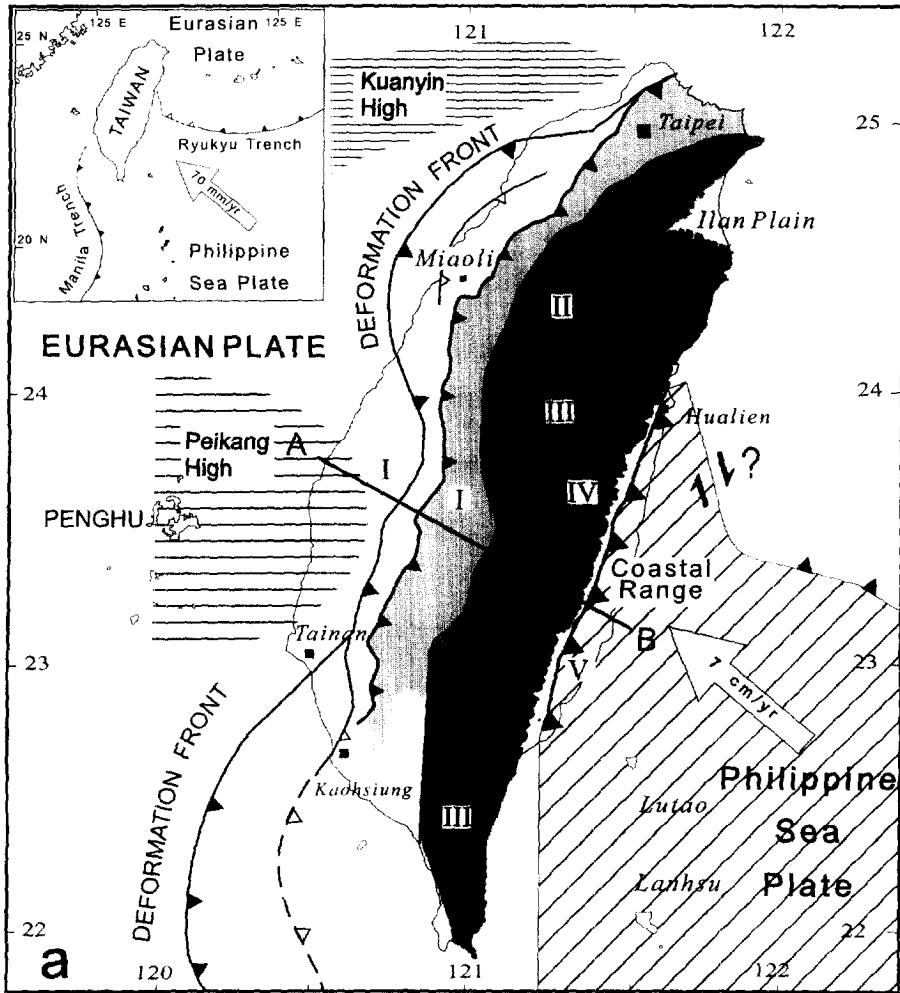 121
122
25 N
125 E
125 E
Eurasian
Plate
TAIWAN
Ryukyu Trench
70 mm/yr
20 N
Manila Trench
Philippine
Sea Plate
Kuanyin
High
Taipei
25
DEFORMATION FRONT
Ilan Plain
Miaoli
II
EURASIAN PLATE
24
24
III
Hualien
Peikang
High
A
I
I
IV
?
PENGHU
Coastal
Range
Tainan
B
23
23
V
7 cm/yr
DEFORMATION FRONT
Kaohsiung
Philippine
Sea
Plate
III
Lutao
Lanhsu
22
22
a
120
121
122